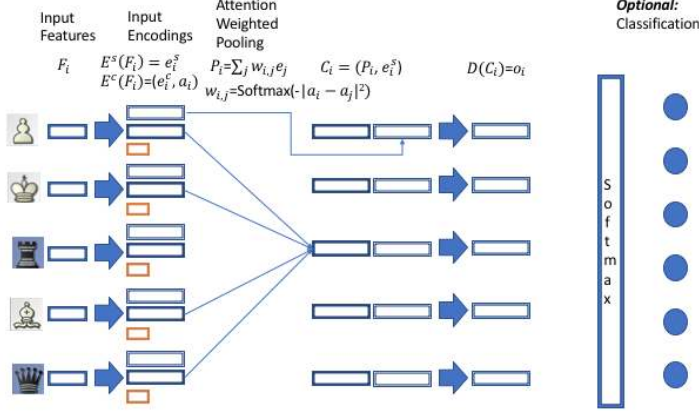 Input
Features
Input
Encodings
Attention
Weighted
Pooling
Optional:
Classification
F_i
E^s(F_i) = e_i^s
E^c(F_i)=(e_i^c, a_i)
P_i=∑_j w_{i,j}e_j
w_{i,j}=Softmax(-|a_i − a_j|^2)
C_i = (P_i, e_i^s)
D(C_i)=o_i
Softmax